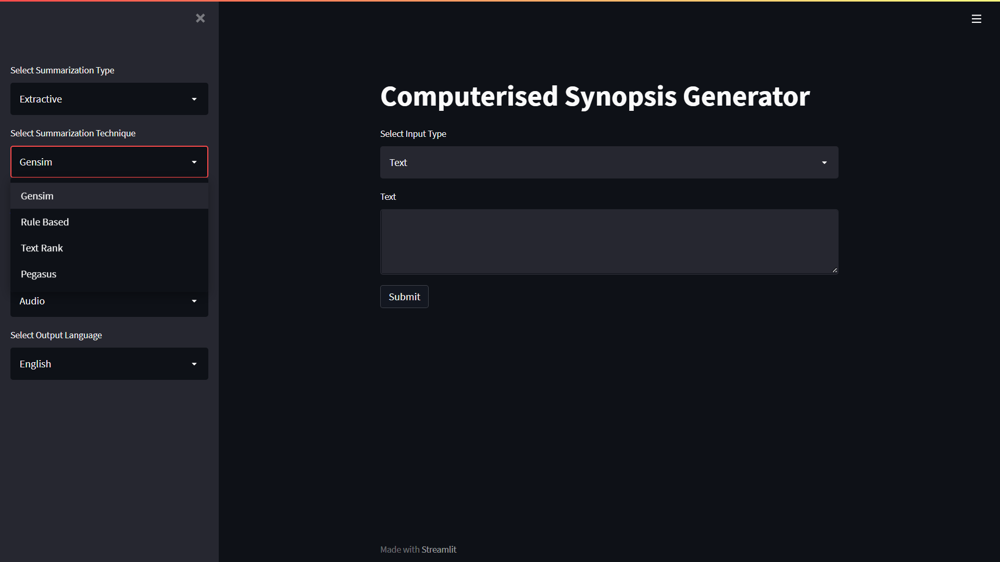 Select Summarization Type
Extractive
Select Summarization Technique
Gensim
Gensim
Rule Based
Text Rank
Pegasus
Audio
Select Output Language
English
Computerised Synopsis Generator
Select Input Type
Text
Text
Submit
Made with Streamlit